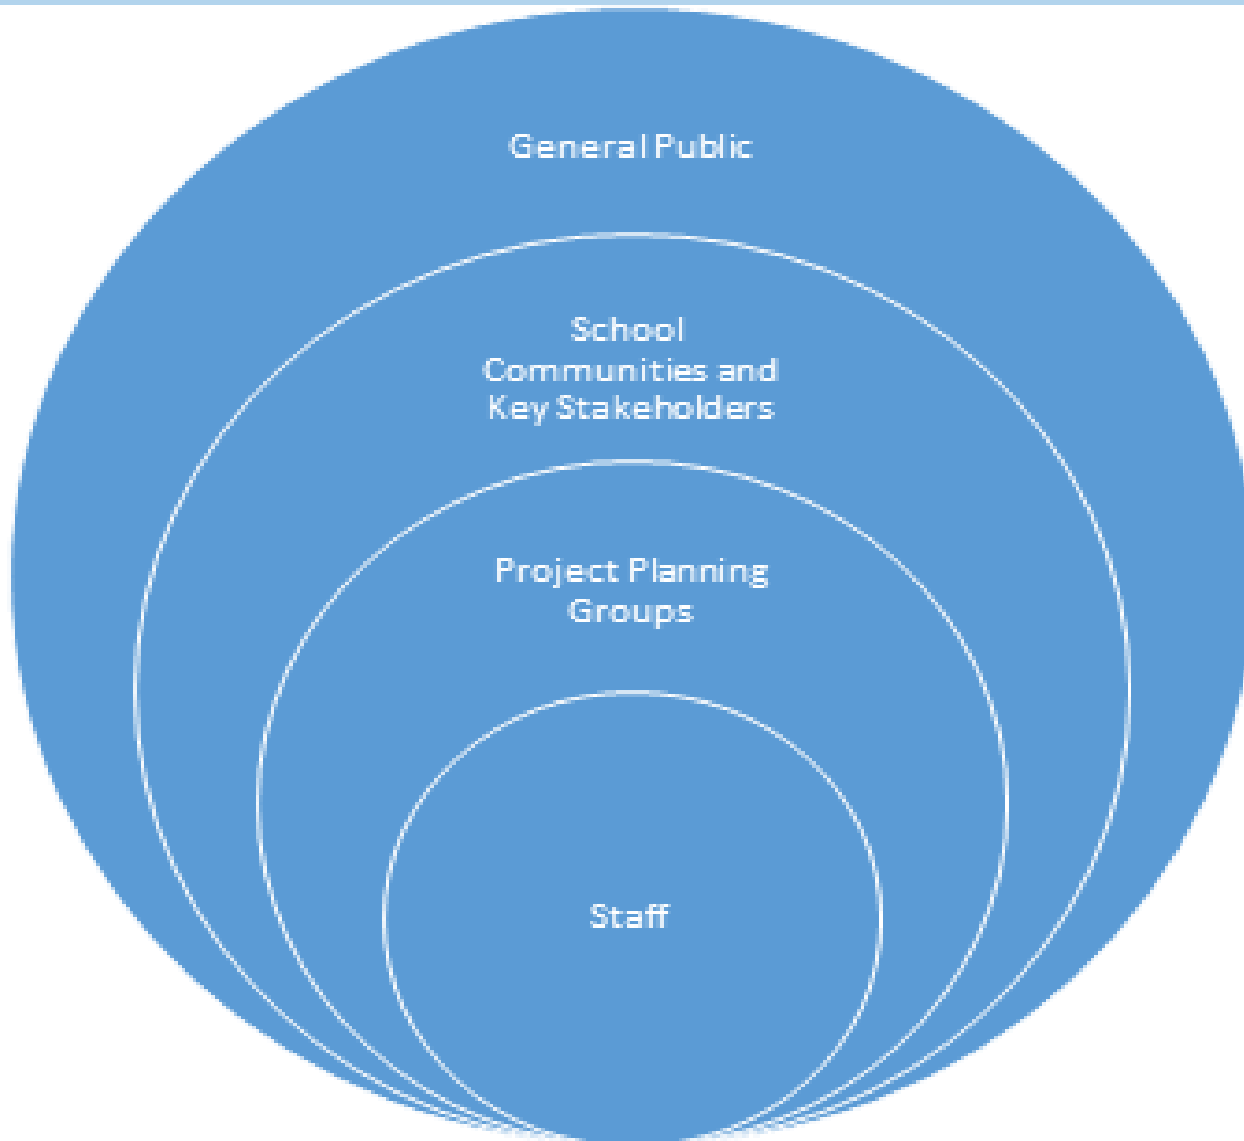 General Public
School
Communities and
Key Stakeholders
Project Planning
Groups
Staff